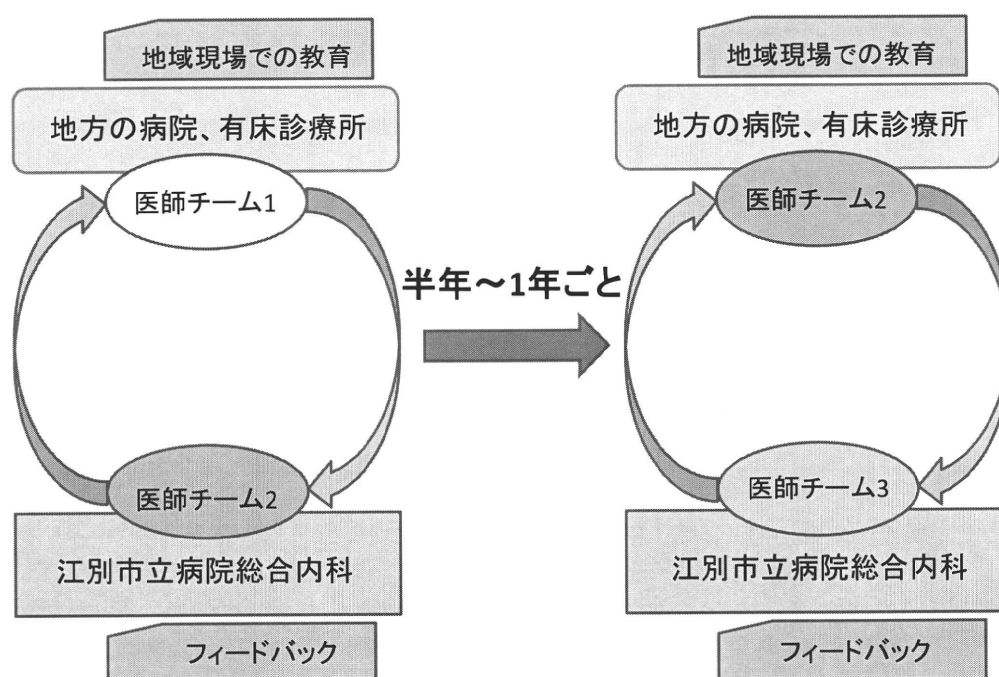 地域現場での教育
地方の病院、有床診療所
医師チーム1
医師チーム2
江別市立病院総合内科
フィードバック
半年～1年ごと
地域現場での教育
地方の病院、有床診療所
医師チーム2
医師チーム3
江別市立病院総合内科
フィードバック